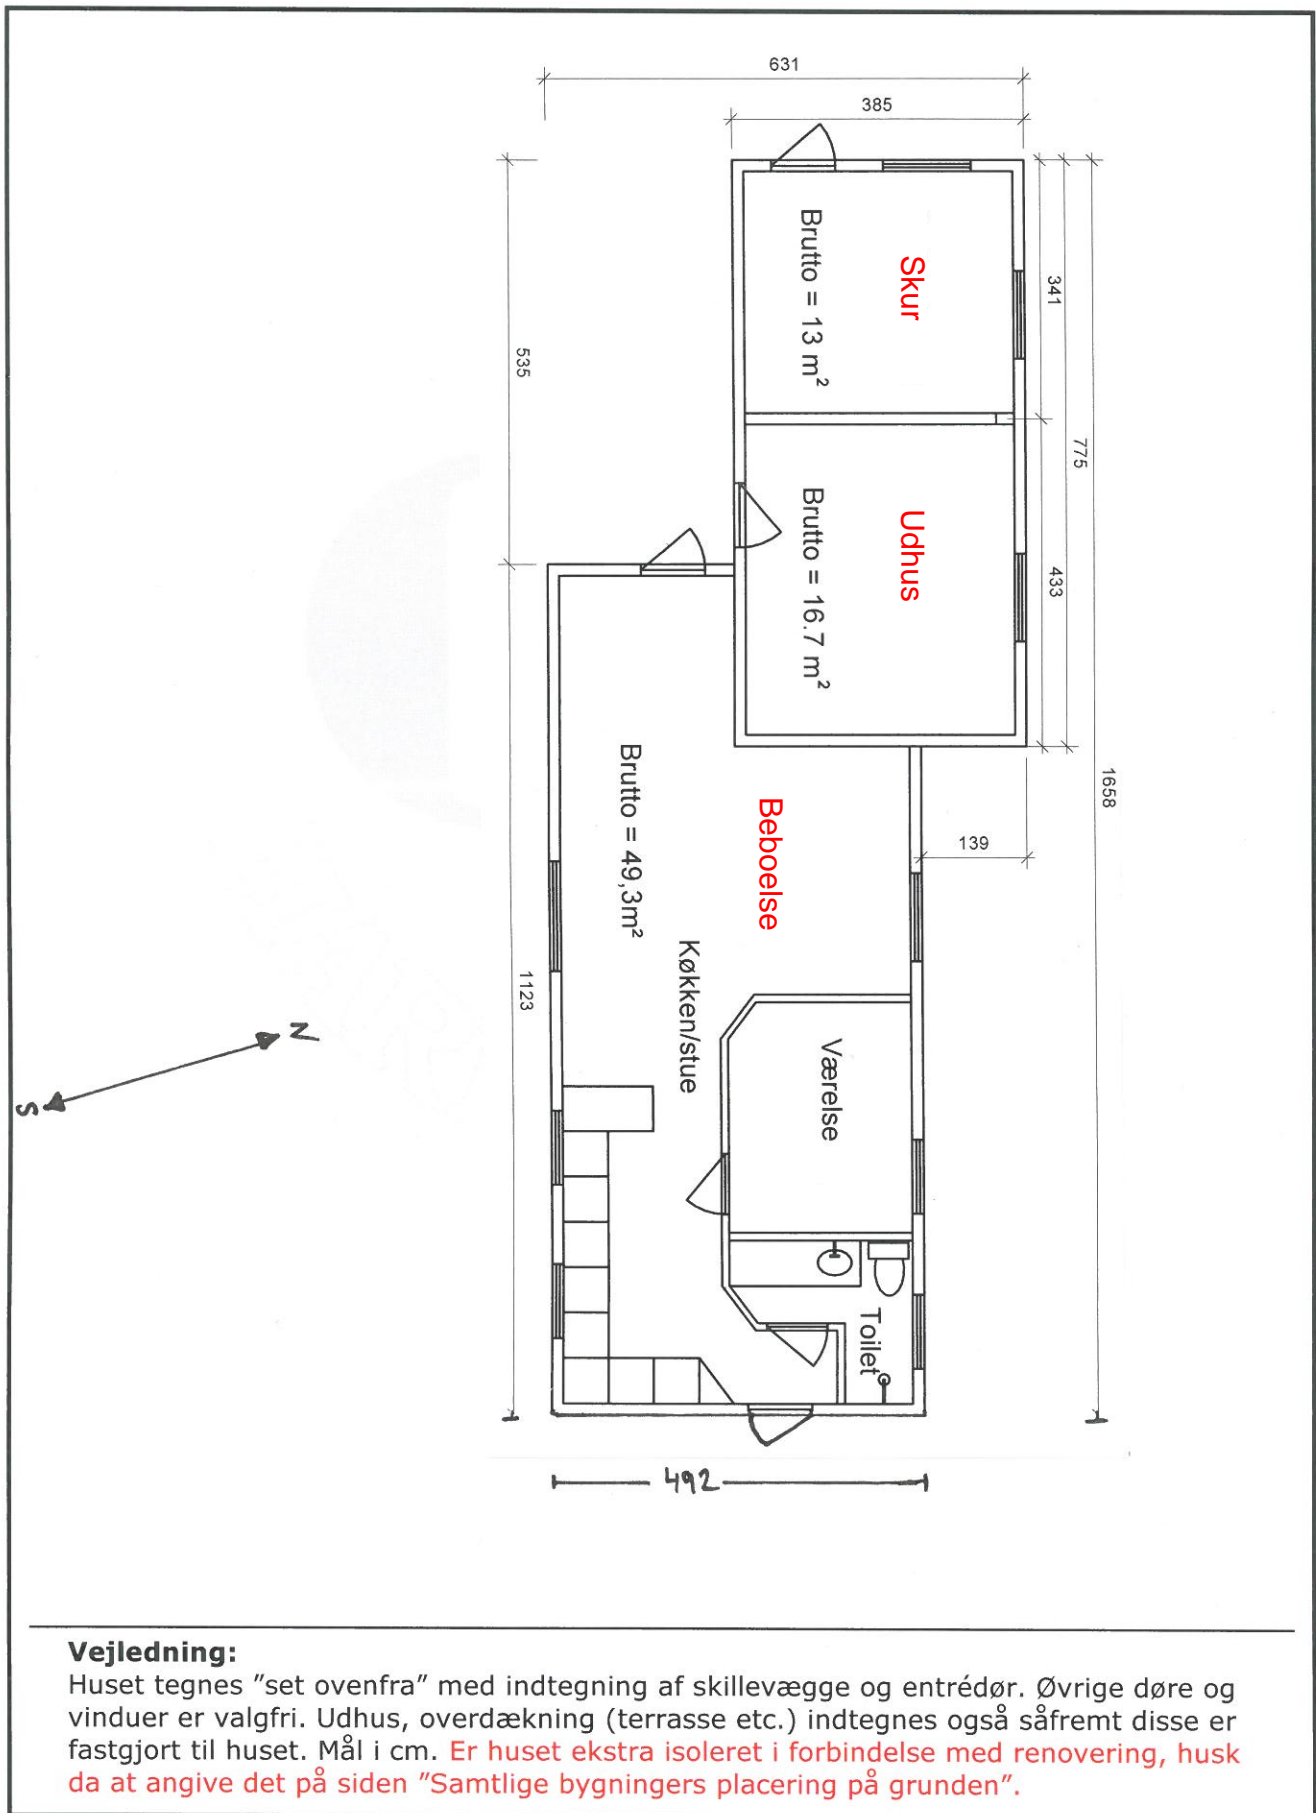 631
385
341
775
433
1658
139
535
1123
Skur
Brutto = 13 m²
Udhus
Brutto = 16.7 m²
Beboelse
Brutto = 49,3m²
Køkken/stue
Værelse
Toilet
N
S
492
Vejledning:
Huset tegnes ”set ovenfra” med indtegning af skillevægge og entrédør. Øvrige døre og
vinduer er valgfri. Udhus, overdækning (terrasse etc.) indtegnes også såfremt disse er
fastgjort til huset. Mål i cm. Er huset ekstra isoleret i forbindelse med renovering, husk
da at angive det på siden ”Samtlige bygningers placering på grunden”.